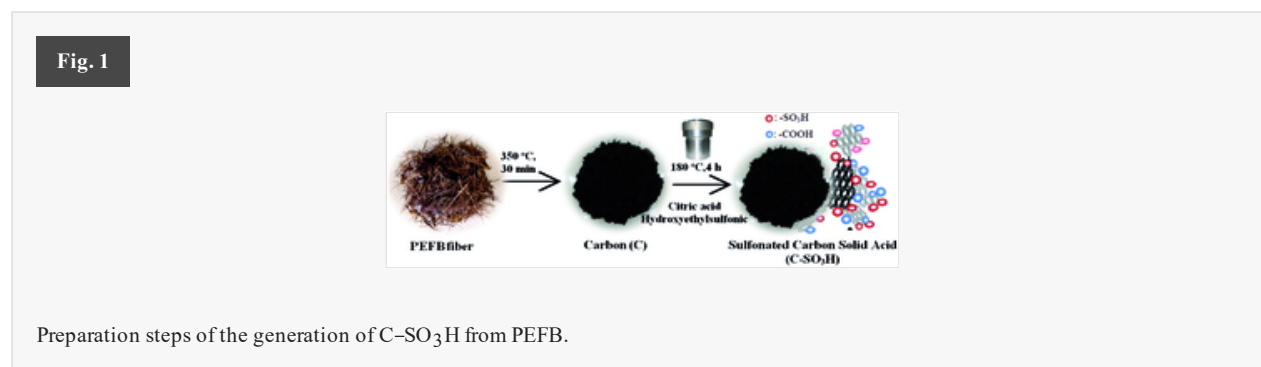 Fig. 1
○: -SO3H
○: -COOH
350 °C,
30 min
180 °C,4 h
Citric acid
Hydroxyethylsulfonic
PEFBfiber
Carbon (C)
Sulfonated Carbon Solid Acid
(C-SO3H)
Preparation steps of the generation of C–SO3H from PEFB.